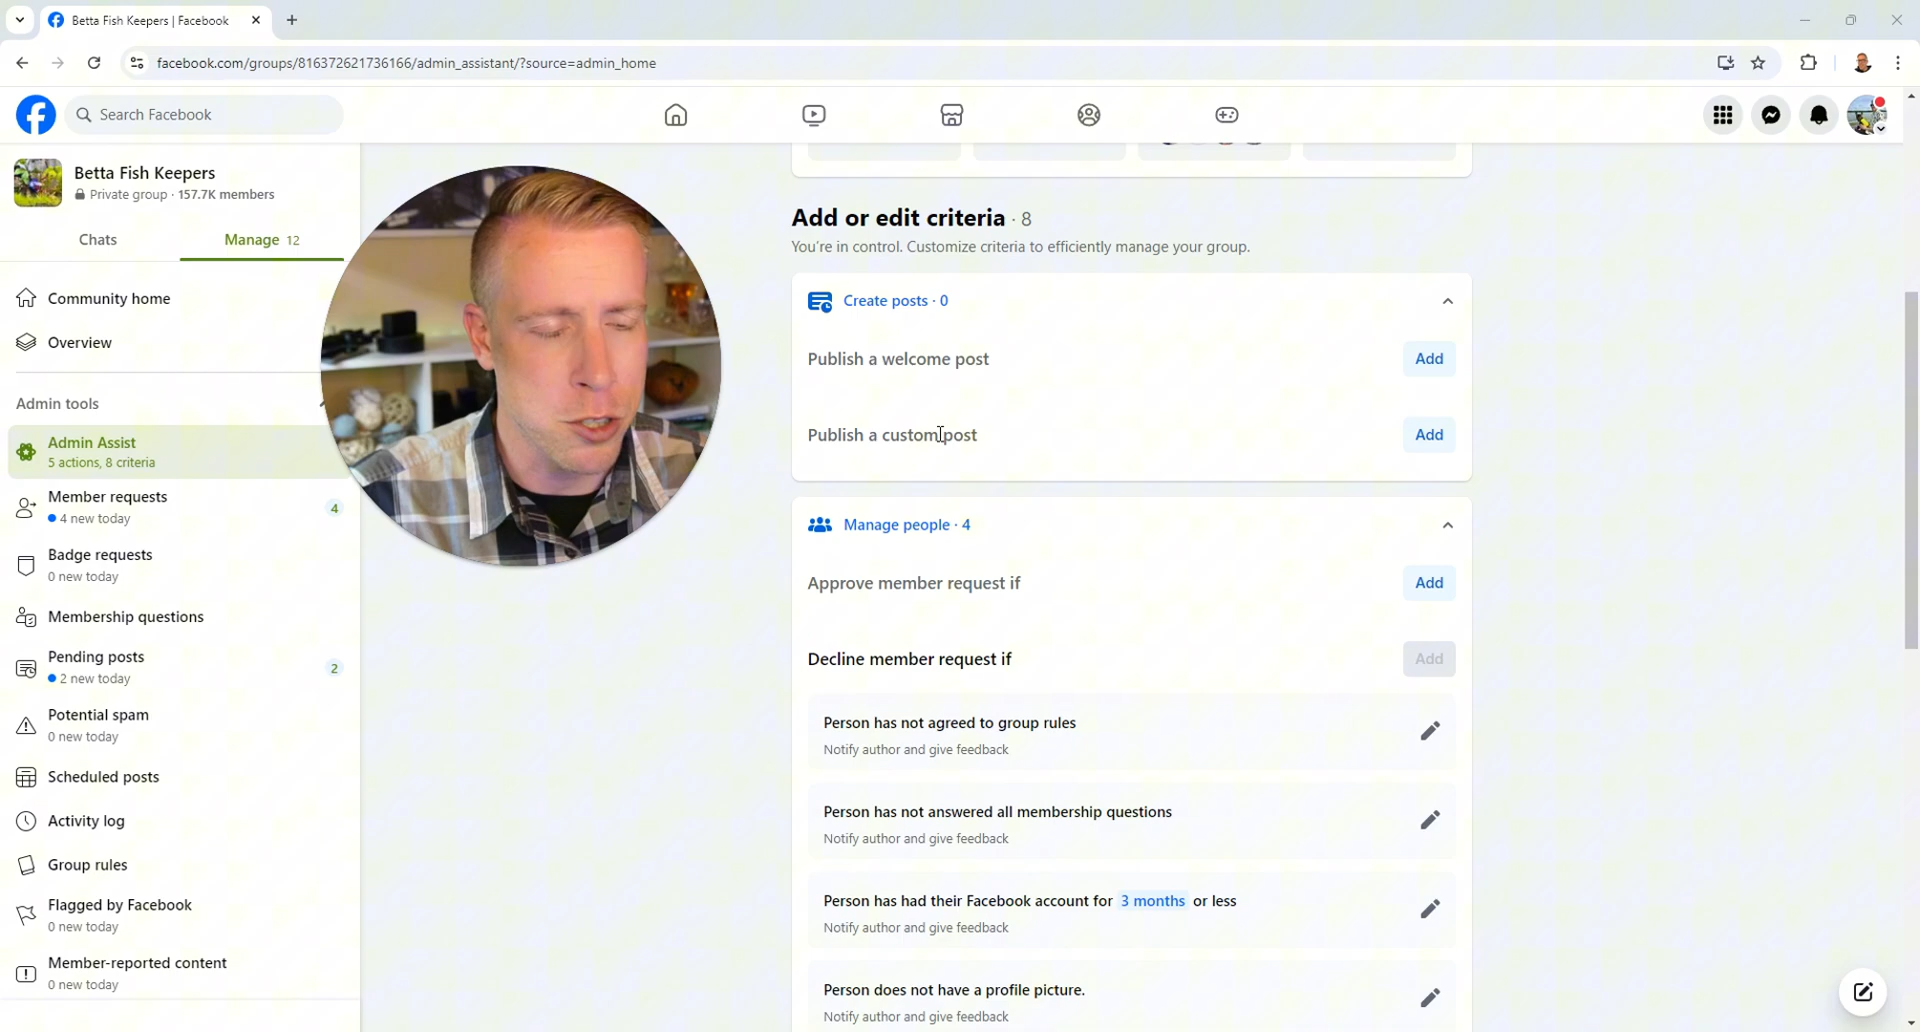 Betta Fish Keepers | Facebook
facebook.com/groups/816372621736166/admin_assistant/?source=admin_home
Search Facebook
Betta Fish Keepers
Private group · 157.7K members
Chats
Manage 12
Community home
Overview
Admin tools
Admin Assist
5 actions, 8 criteria
Member requests
4 new today
4
Badge requests
0 new today
Membership questions
Pending posts
2 new today
2
Potential spam
0 new today
Scheduled posts
Activity log
Group rules
Flagged by Facebook
0 new today
Member-reported content
0 new today
Add or edit criteria · 8
You're in control. Customize criteria to efficiently manage your group.
Create posts · 0
Publish a welcome post
Add
Publish a custom post
Add
Manage people · 4
Approve member request if
Add
Decline member request if
Add
Person has not agreed to group rules
Notify author and give feedback
Person has not answered all membership questions
Notify author and give feedback
Person has had their Facebook account for 3 months or less
Notify author and give feedback
Person does not have a profile picture.
Notify author and give feedback